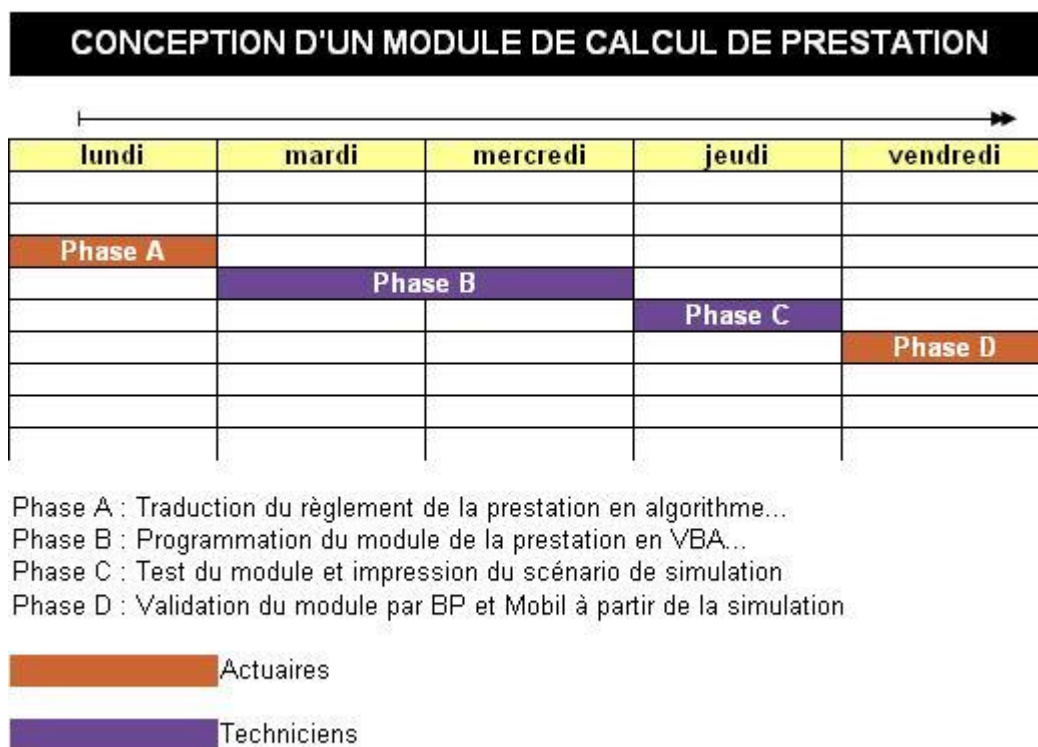 CONCEPTION D'UN MODULE DE CALCUL DE PRESTATION
lundi mardi mercredi jeudi vendredi
Phase A
Phase B
Phase C
Phase D
Phase A : Traduction du règlement de la prestation en algorithme...
Phase B : Programmation du module de la prestation en VBA...
Phase C : Test du module et impression du scénario de simulation
Phase D : Validation du module par BP et Mobil à partir de la simulation
Actuaires
Techniciens